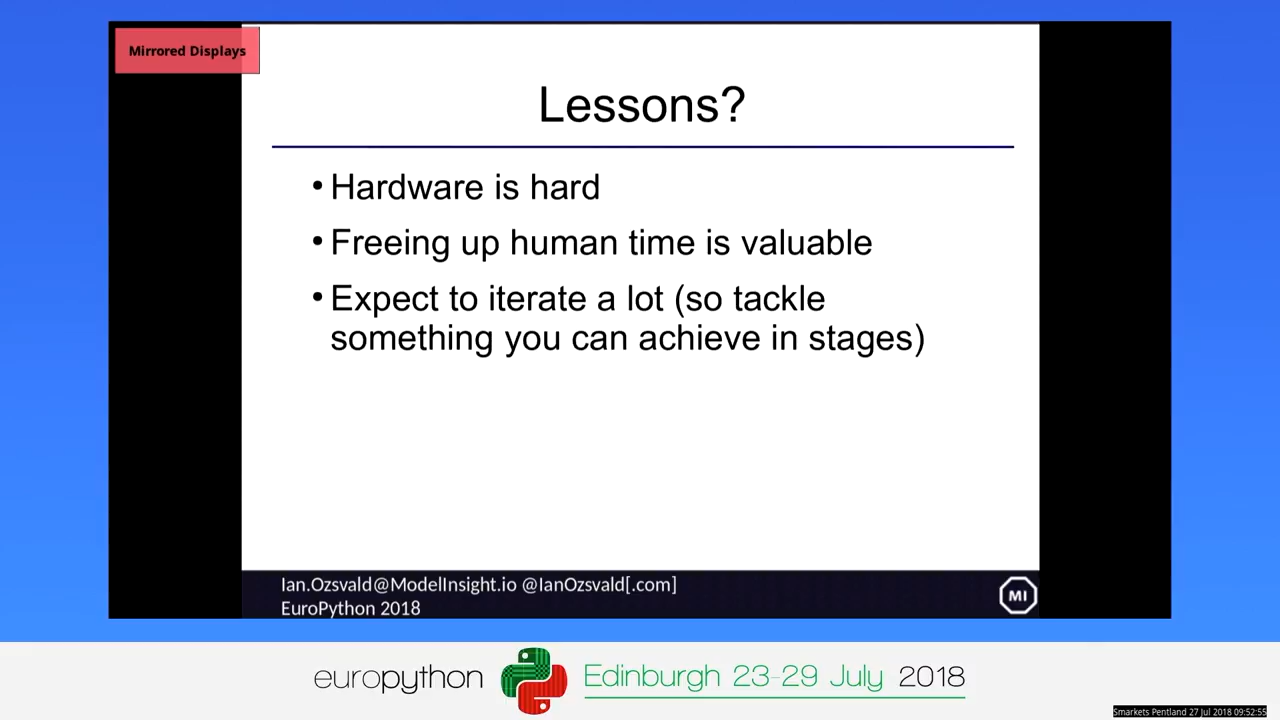 Mirrored Displays
Lessons?
• Hardware is hard
• Freeing up human time is valuable
• Expect to iterate a lot (so tackle
something you can achieve in stages)
Ian.Ozsvald@ModelInsight.io @IanOzsvald[.com]
EuroPython 2018
MI
europython
Edinburgh 23-29 July 2018
Smarkets Pentland 27 Jul 2018 09:52:55